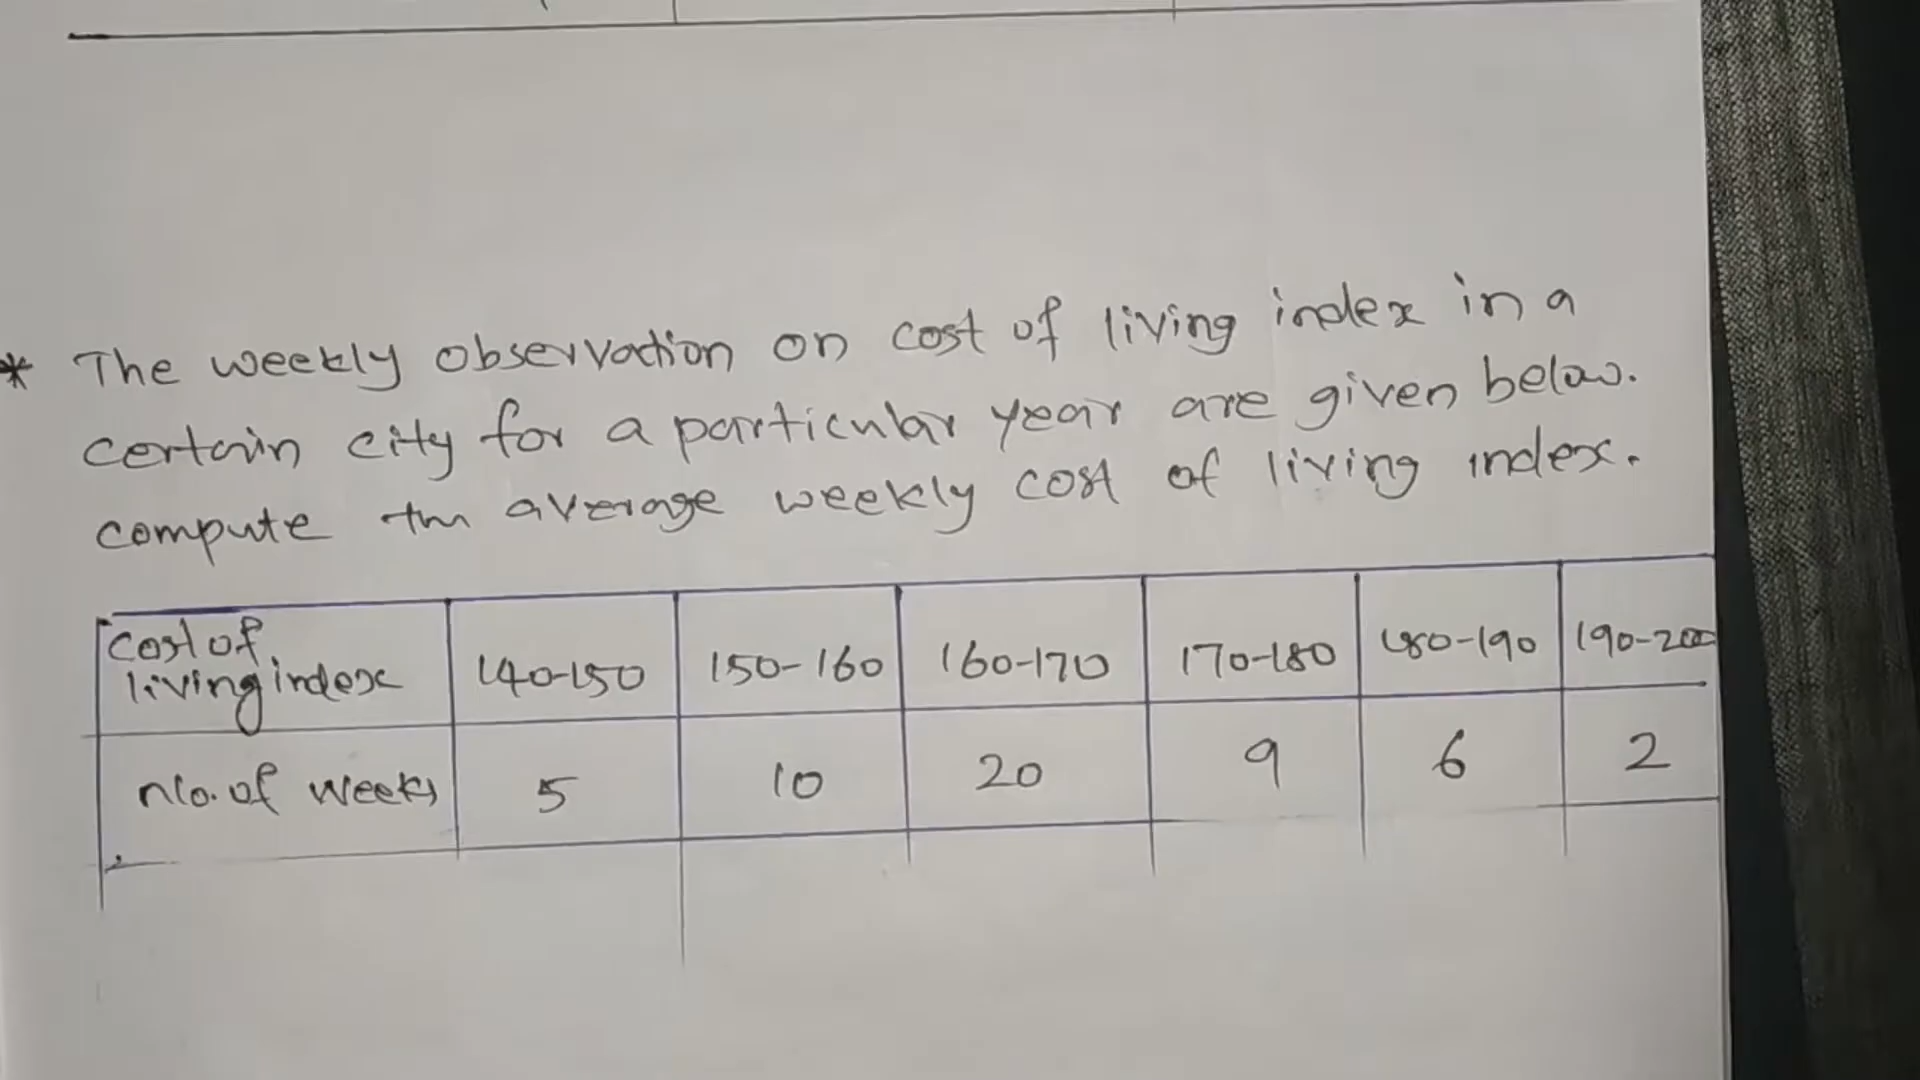 * The weekly observation on cost of living index in a
certain city for a particular year are given below.
compute the average weekly cost of living index.
cost of living index 140-150 150-160 160-170 170-180 180-190 190-200
No. of weeks 5 10 20 9 6 2